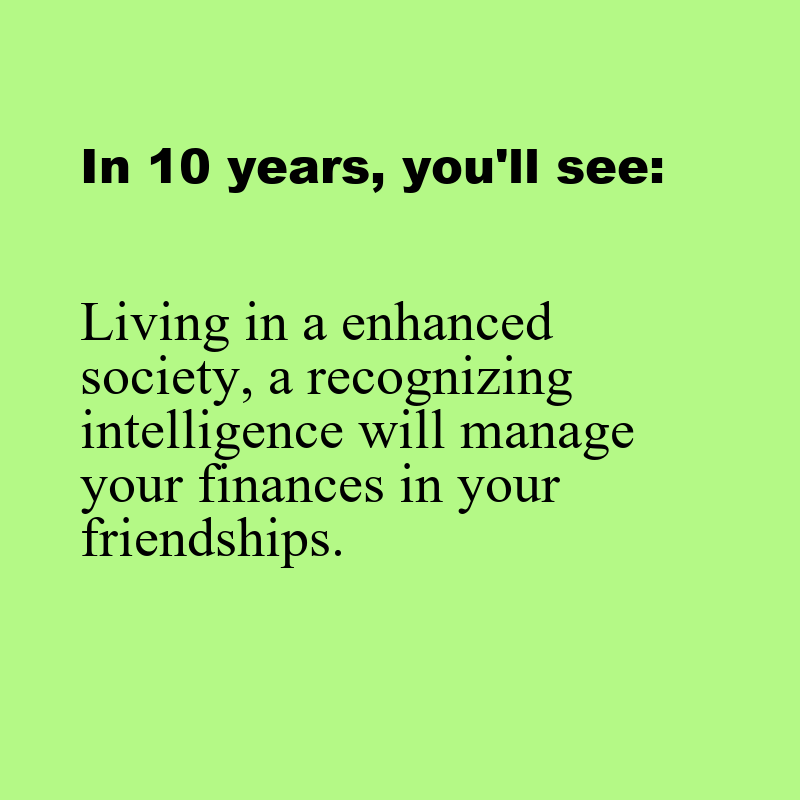 In 10 years, you'll see:
Living in a enhanced
society, a recognizing
intelligence will manage
your finances in your
friendships.